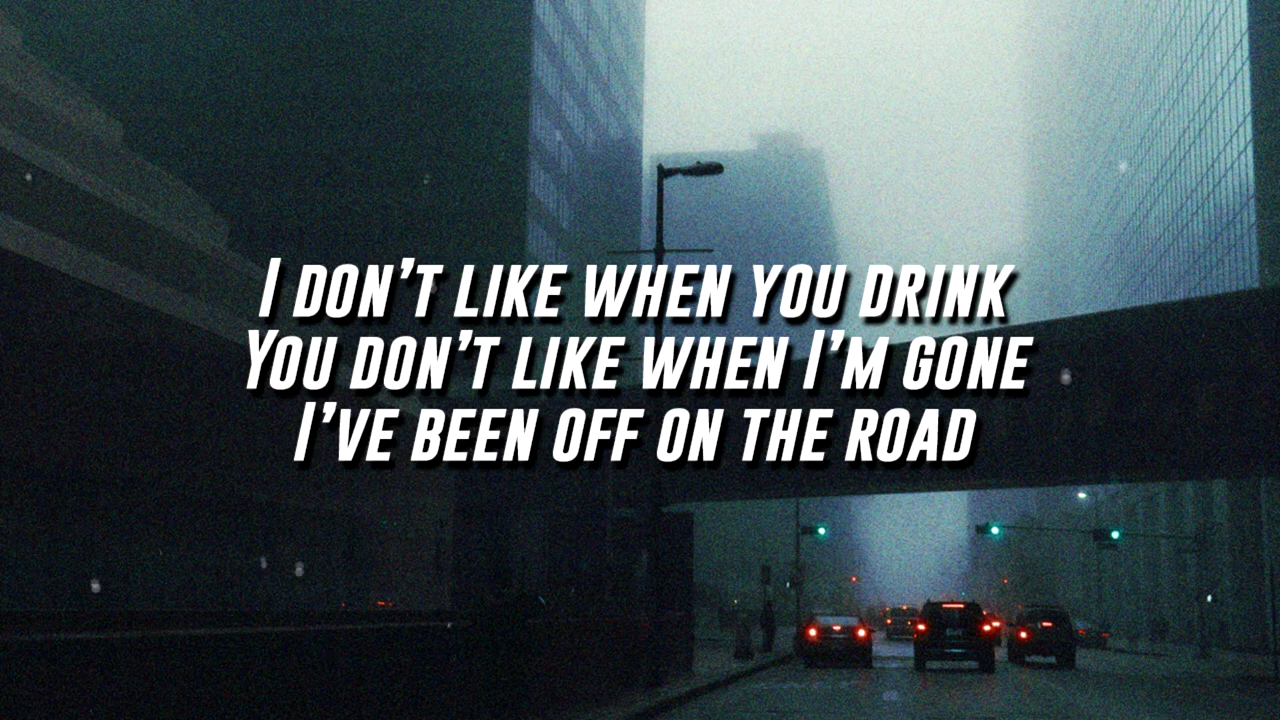 I DON'T LIKE WHEN YOU DRINK
YOU DON'T LIKE WHEN I'M GONE
I'VE BEEN OFF ON THE ROAD